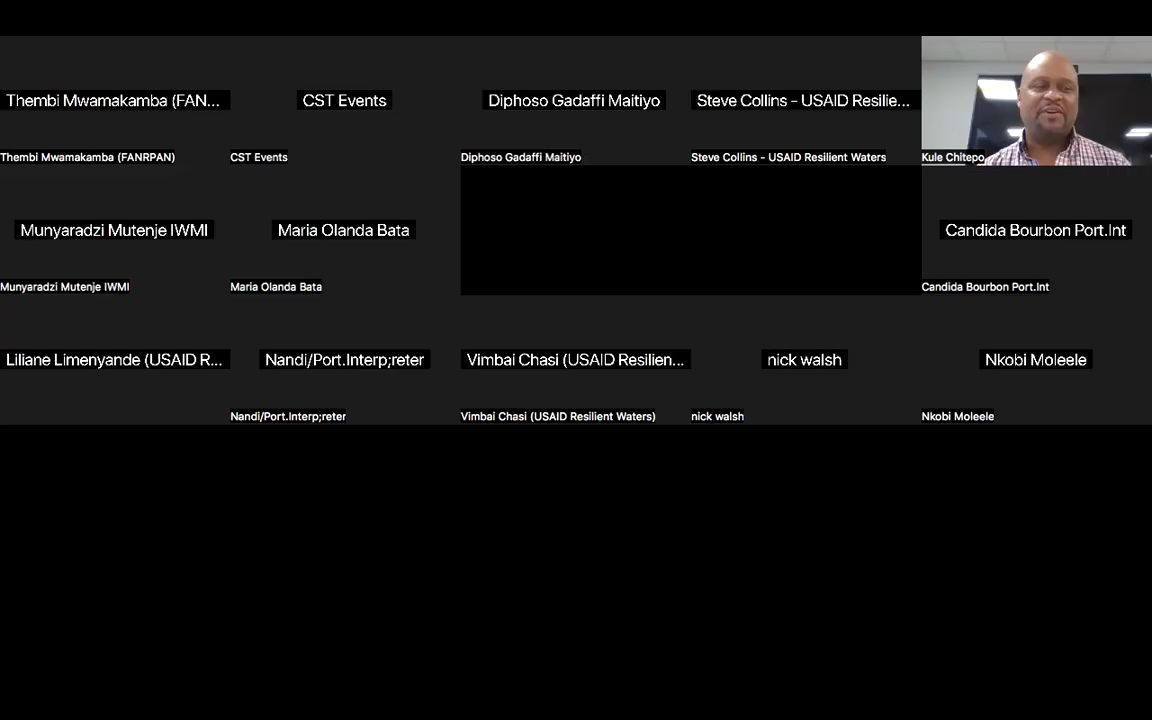 Thembi Mwamakamba (FAN...
CST Events
Diphoso Gadaffi Maitiyo
Steve Collins - USAID Resilie...
Thembi Mwamakamba (FANRPAN)
CST Events
Diphoso Gadaffi Maitiyo
Steve Collins - USAID Resilient Waters
Kule Chitepo
Munyaradzi Mutenje IWMI
Maria Olanda Bata
Candida Bourbon Port.Int
Munyaradzi Mutenje IWMI
Maria Olanda Bata
Candida Bourbon Port.Int
Liliane Limenyande (USAID R...
Nandi/Port.Interp;reter
Vimbai Chasi (USAID Resilien...
nick walsh
Nkobi Moleele
Nandi/Port.Interp;reter
Vimbai Chasi (USAID Resilient Waters)
nick walsh
Nkobi Moleele